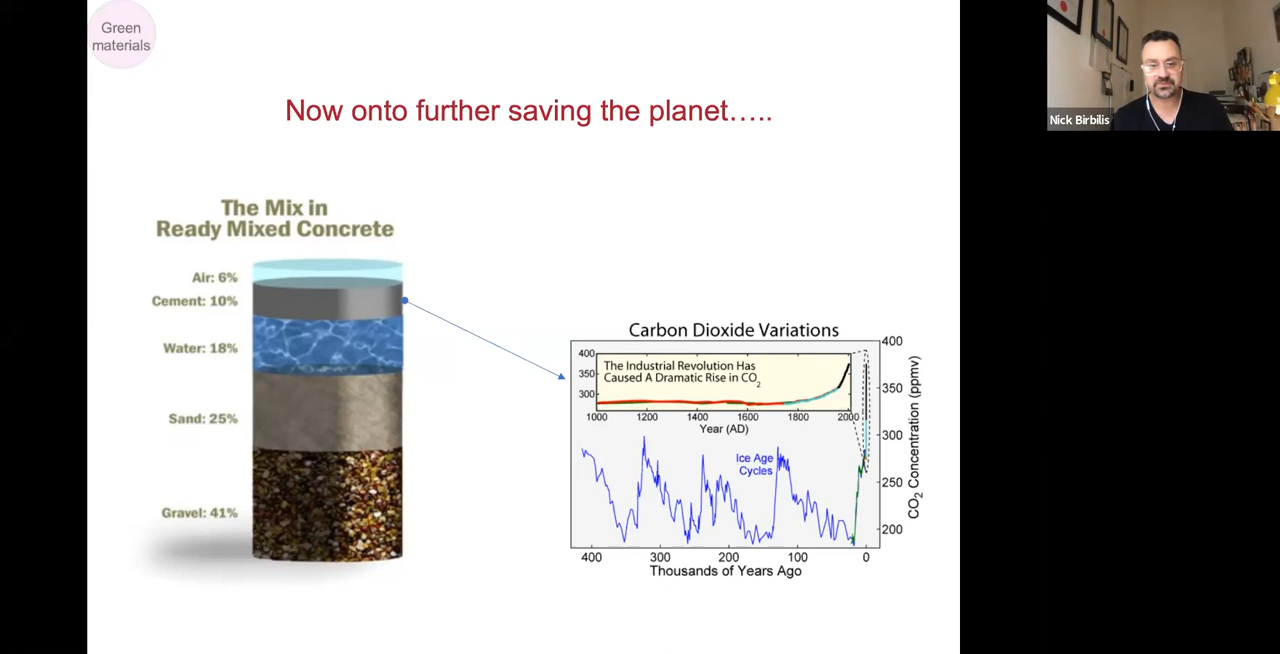 Green
materials
Now onto further saving the planet…..
The Mix in
Ready Mixed Concrete
Air: 6%
Cement: 10%
Water: 18%
Sand: 25%
Gravel: 41%
Carbon Dioxide Variations
The Industrial Revolution Has
Caused A Dramatic Rise in CO₂
400
350
300
1000 1200 1400 1600 1800 2000
Year (AD)
Ice Age
Cycles
400
350
300
250
200
CO₂ Concentration (ppmv)
400 300 200 100 0
Thousands of Years Ago
Nick Birbilis